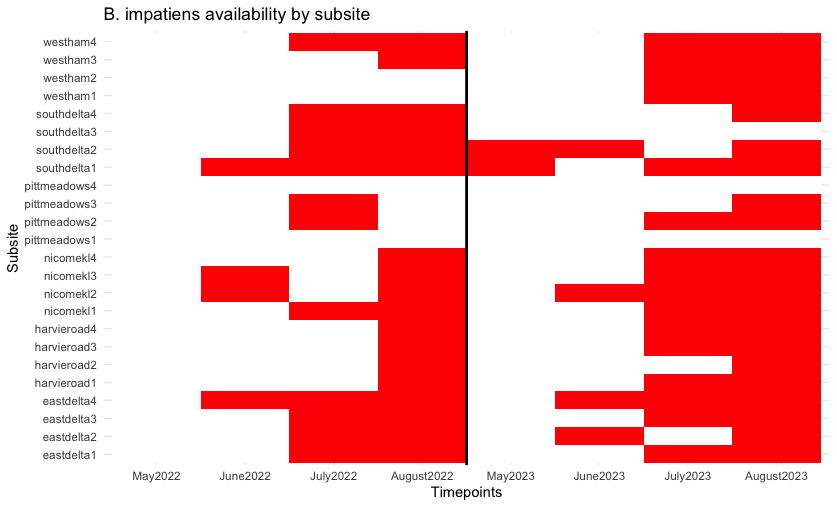 B. impatiens availability by subsite
Subsite
westham4
westham3
westham2
westham1
southdelta4
southdelta3
southdelta2
southdelta1
pittmeadows4
pittmeadows3
pittmeadows2
pittmeadows1
nicomekl4
nicomekl3
nicomekl2
nicomekl1
harvieroad4
harvieroad3
harvieroad2
harvieroad1
eastdelta4
eastdelta3
eastdelta2
eastdelta1
May2022 June2022 July2022 August2022 May2023 June2023 July2023 August2023
Timepoints